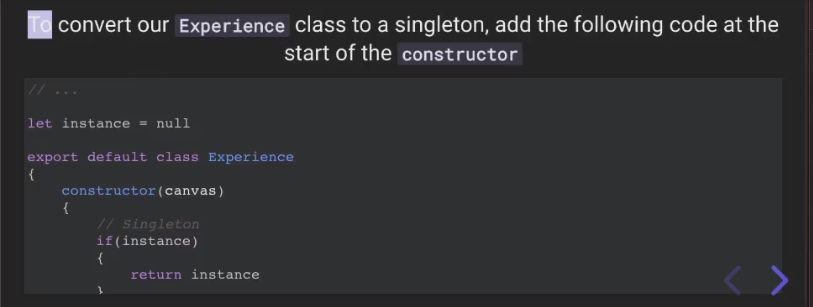 To convert our Experience class to a singleton, add the following code at the
start of the constructor
// ...
let instance = null
export default class Experience
{
constructor(canvas)
{
// Singleton
if(instance)
{
return instance
}